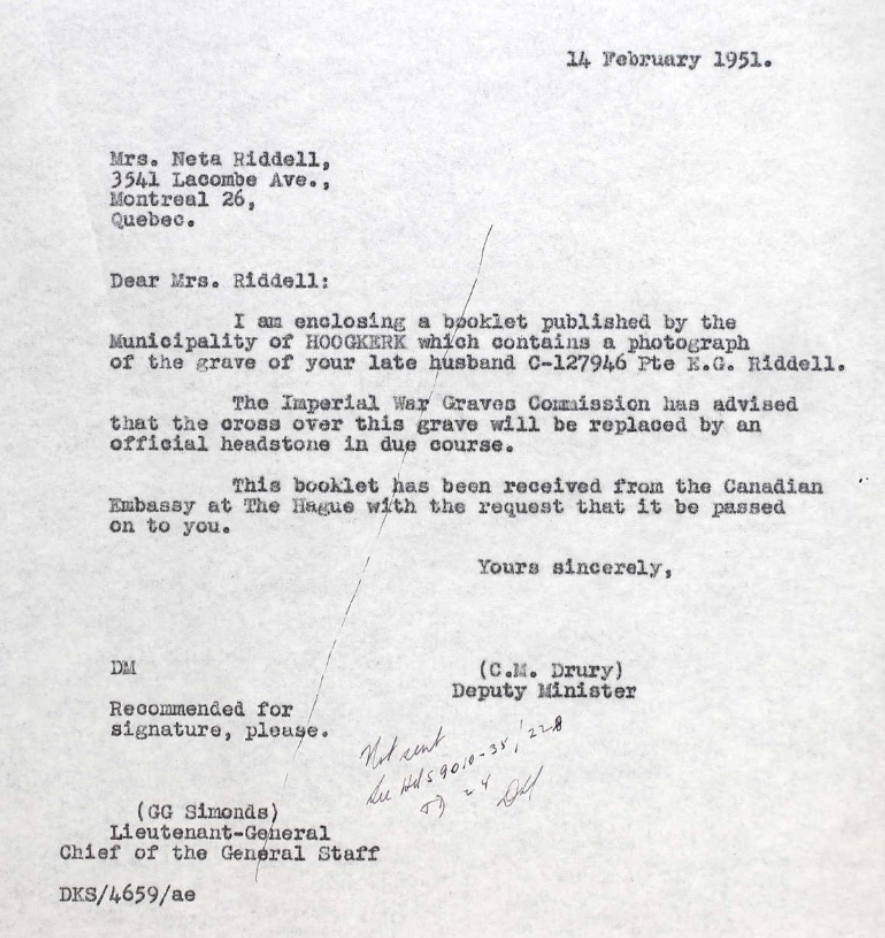 14 February 1951.
Mrs. Neta Riddell,
3541 Lacombe Ave.,
Montreal 26,
Quebec.
Dear Mrs. Riddell:
I am enclosing a booklet published by the
Municipality of HOOGKERK which contains a photograph
of the grave of your late husband C-127946 Pte E.G. Riddell.
The Imperial War Graves Commission has advised
that the cross over this grave will be replaced by an
official headstone in due course.
This booklet has been received from the Canadian
Embassy at The Hague with the request that it be passed
on to you.
Yours sincerely,
DM
(C.M. Drury)
Deputy Minister
Recommended for
signature, please.
Not sent
See HdS 9010-35/228
(GG Simonds)
Lieutenant-General
Chief of the General Staff
DKS/4659/ae